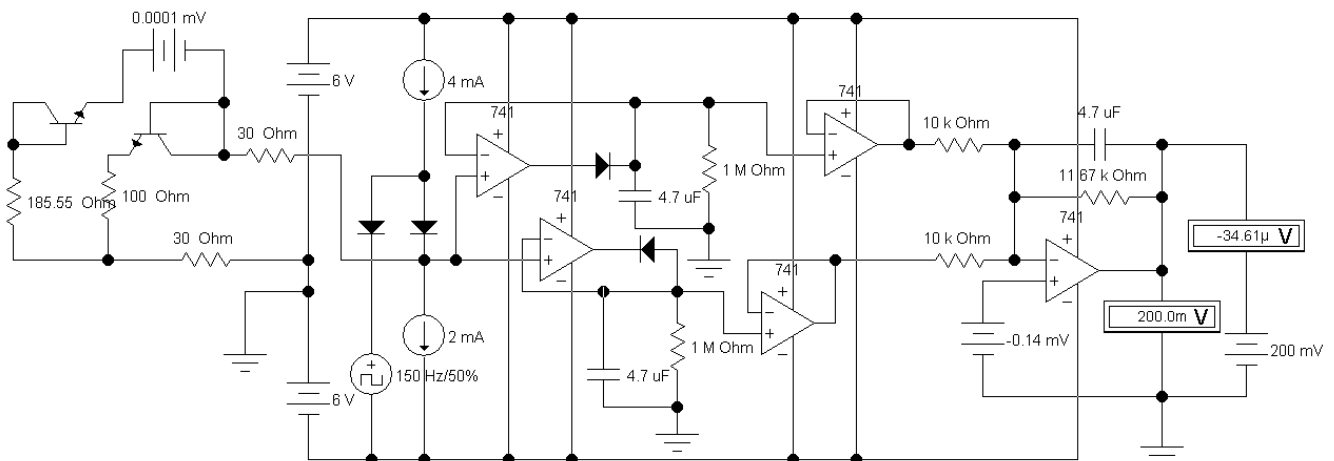 0.0001 mV
6 V
4 mA
741
741
4.7 uF
30 Ohm
10 k Ohm
1 M Ohm
11.67 k Ohm
185.55 Ohm
100 Ohm
4.7 uF
741
741
30 Ohm
10 k Ohm
-34.61µ V
741
200.0m V
2 mA
1 M Ohm
-0.14 mV
200 mV
150 Hz/50%
4.7 uF
6 V